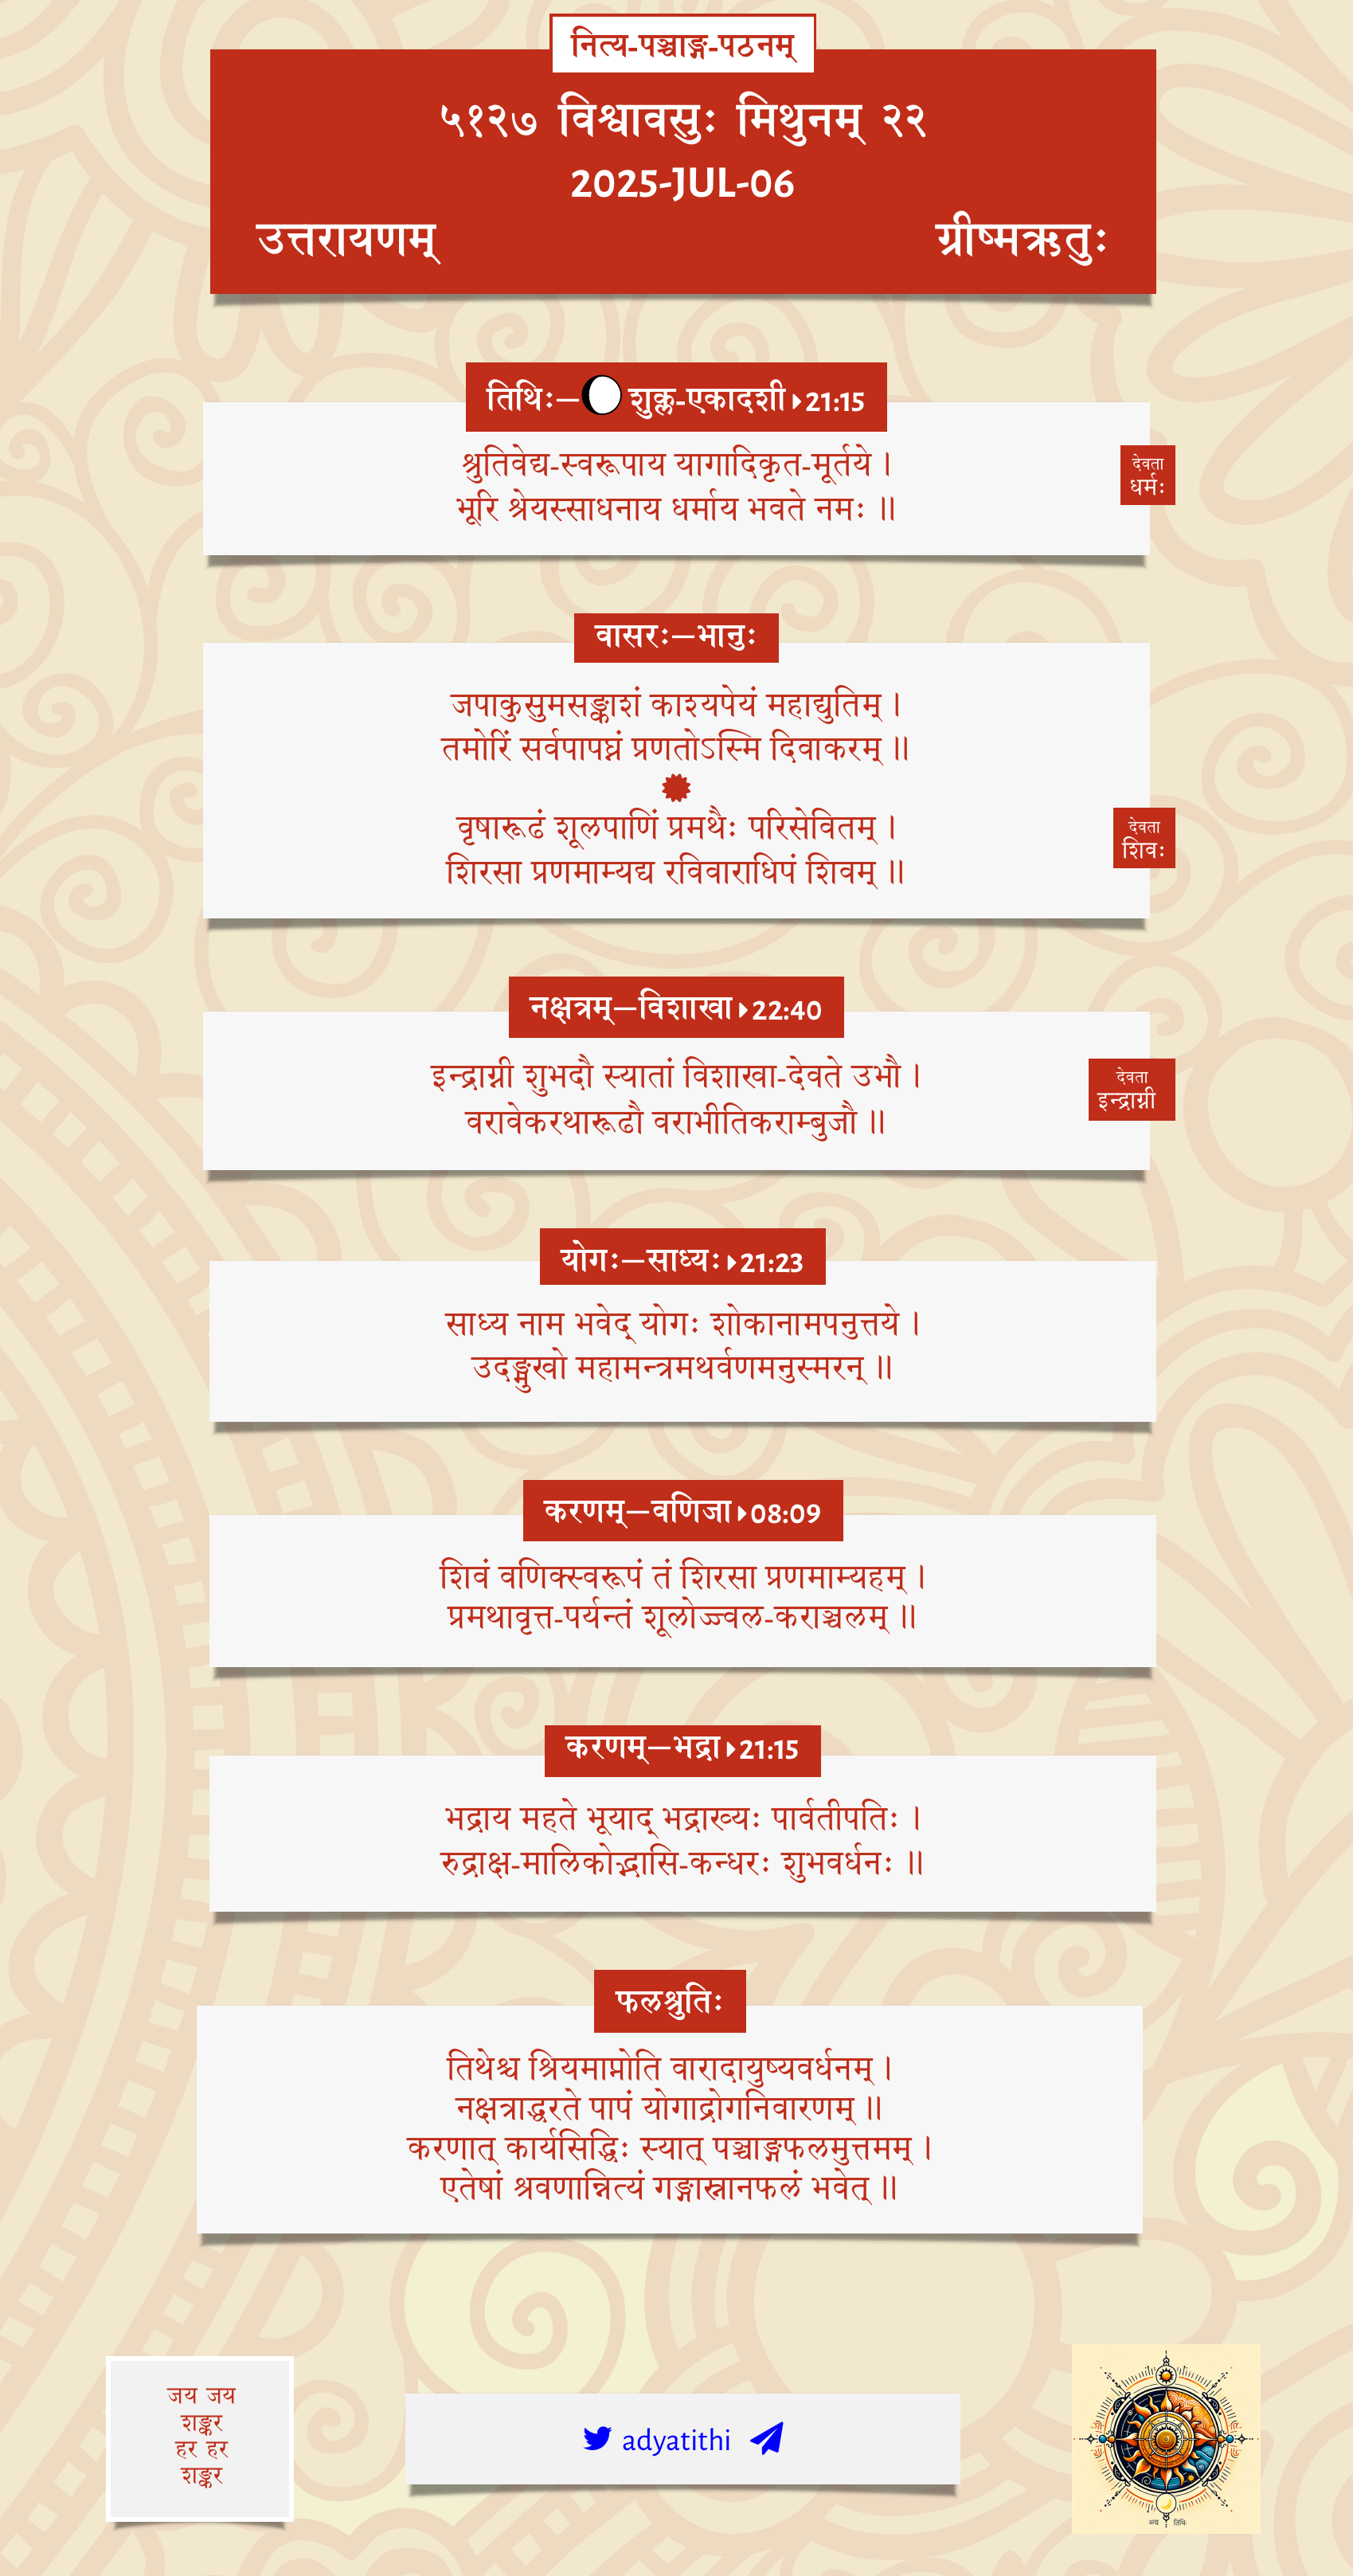 नित्य-पञ्चाङ्ग-पठनम्
५१२७ विश्वावसुः मिथुनम् २२
2025-JUL-06
उत्तरायणम्
ग्रीष्मऋतुः
तिथिः—शुक्ल-एकादशी 21:15
श्रुतिवेद्य-स्वरूपाय यागादिकृत-मूर्तये ।
भूरि श्रेयस्साधनाय धर्माय भवते नमः ॥
देवता
धर्मः
वासरः—भानुः
जपाकुसुमसङ्काशं काश्यपेयं महाद्युतिम् ।
तमोरिं सर्वपापघ्नं प्रणतोऽस्मि दिवाकरम् ॥
वृषारूढं शूलपाणिं प्रमथैः परिसेवितम् ।
शिरसा प्रणमाम्यद्य रविवाराधिपं शिवम् ॥
देवता
शिवः
नक्षत्रम्—विशाखा 22:40
इन्द्राग्नी शुभदौ स्यातां विशाखा-देवते उभौ ।
वरावेकरथारूढौ वराभीतिकराम्बुजौ ॥
देवता
इन्द्राग्नी
योगः—साध्यः 21:23
साध्य नाम भवेद् योगः शोकानामपनुत्तये ।
उदङ्मुखो महामन्त्रमथर्वणमनुस्मरन् ॥
करणम्—वणिजा 08:09
शिवं वणिक्स्वरूपं तं शिरसा प्रणमाम्यहम् ।
प्रमथावृत्त-पर्यन्तं शूलोज्ज्वल-कराञ्चलम् ॥
करणम्—भद्रा 21:15
भद्राय महते भूयाद् भद्राख्यः पार्वतीपतिः ।
रुद्राक्ष-मालिकोद्भासि-कन्धरः शुभवर्धनः ॥
फलश्रुतिः
तिथेश्च श्रियमाप्नोति वारादायुष्यवर्धनम् ।
नक्षत्राद्धरते पापं योगाद्रोगनिवारणम् ॥
करणात् कार्यसिद्धिः स्यात् पञ्चाङ्गफलमुत्तमम् ।
एतेषां श्रवणान्नित्यं गङ्गास्नानफलं भवेत् ॥
जय जय
शङ्कर
हर हर
शङ्कर
adyatithi
अद्य तिथिः